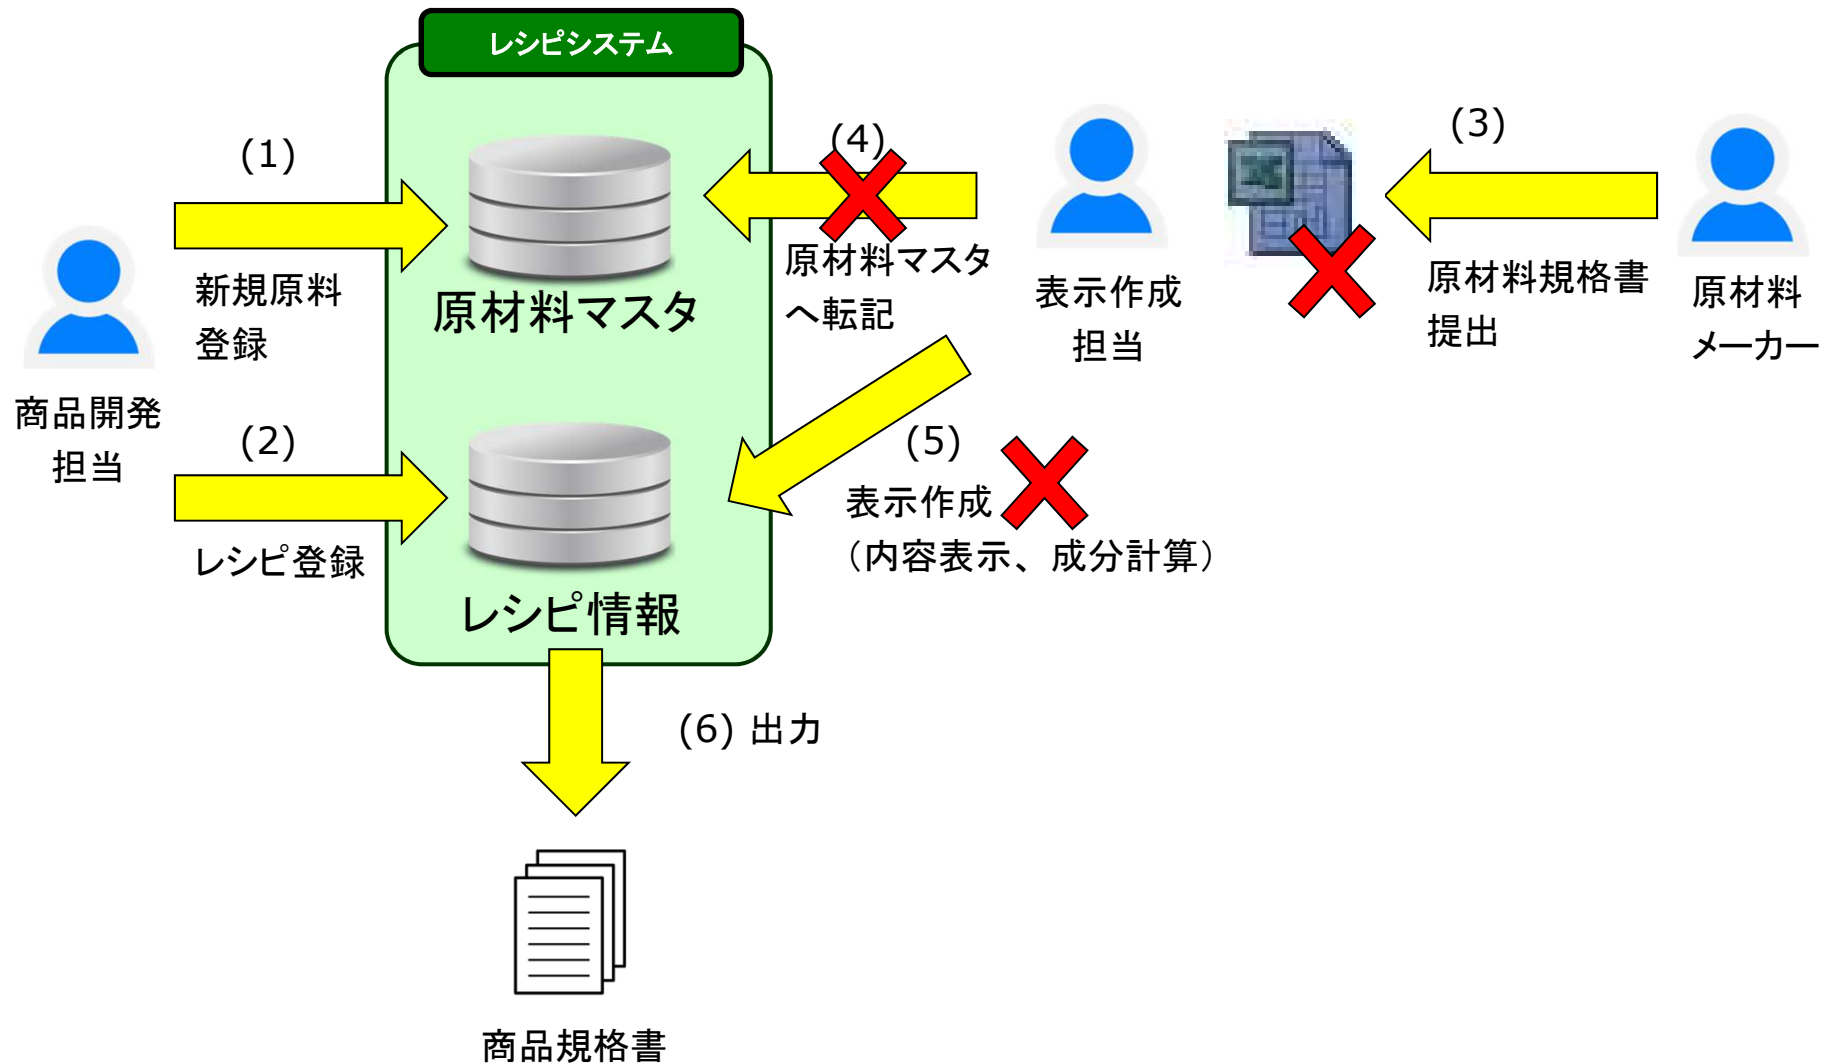 レシピシステム
(1)
新規原料
登録
商品開発
担当
(2)
レシピ登録
原材料マスタ
レシピ情報
(4)
原材料マスタ
へ転記
表示作成
担当
(3)
原材料規格書
提出
原材料
メーカー
(5)
表示作成
（内容表示、成分計算）
(6) 出力
商品規格書